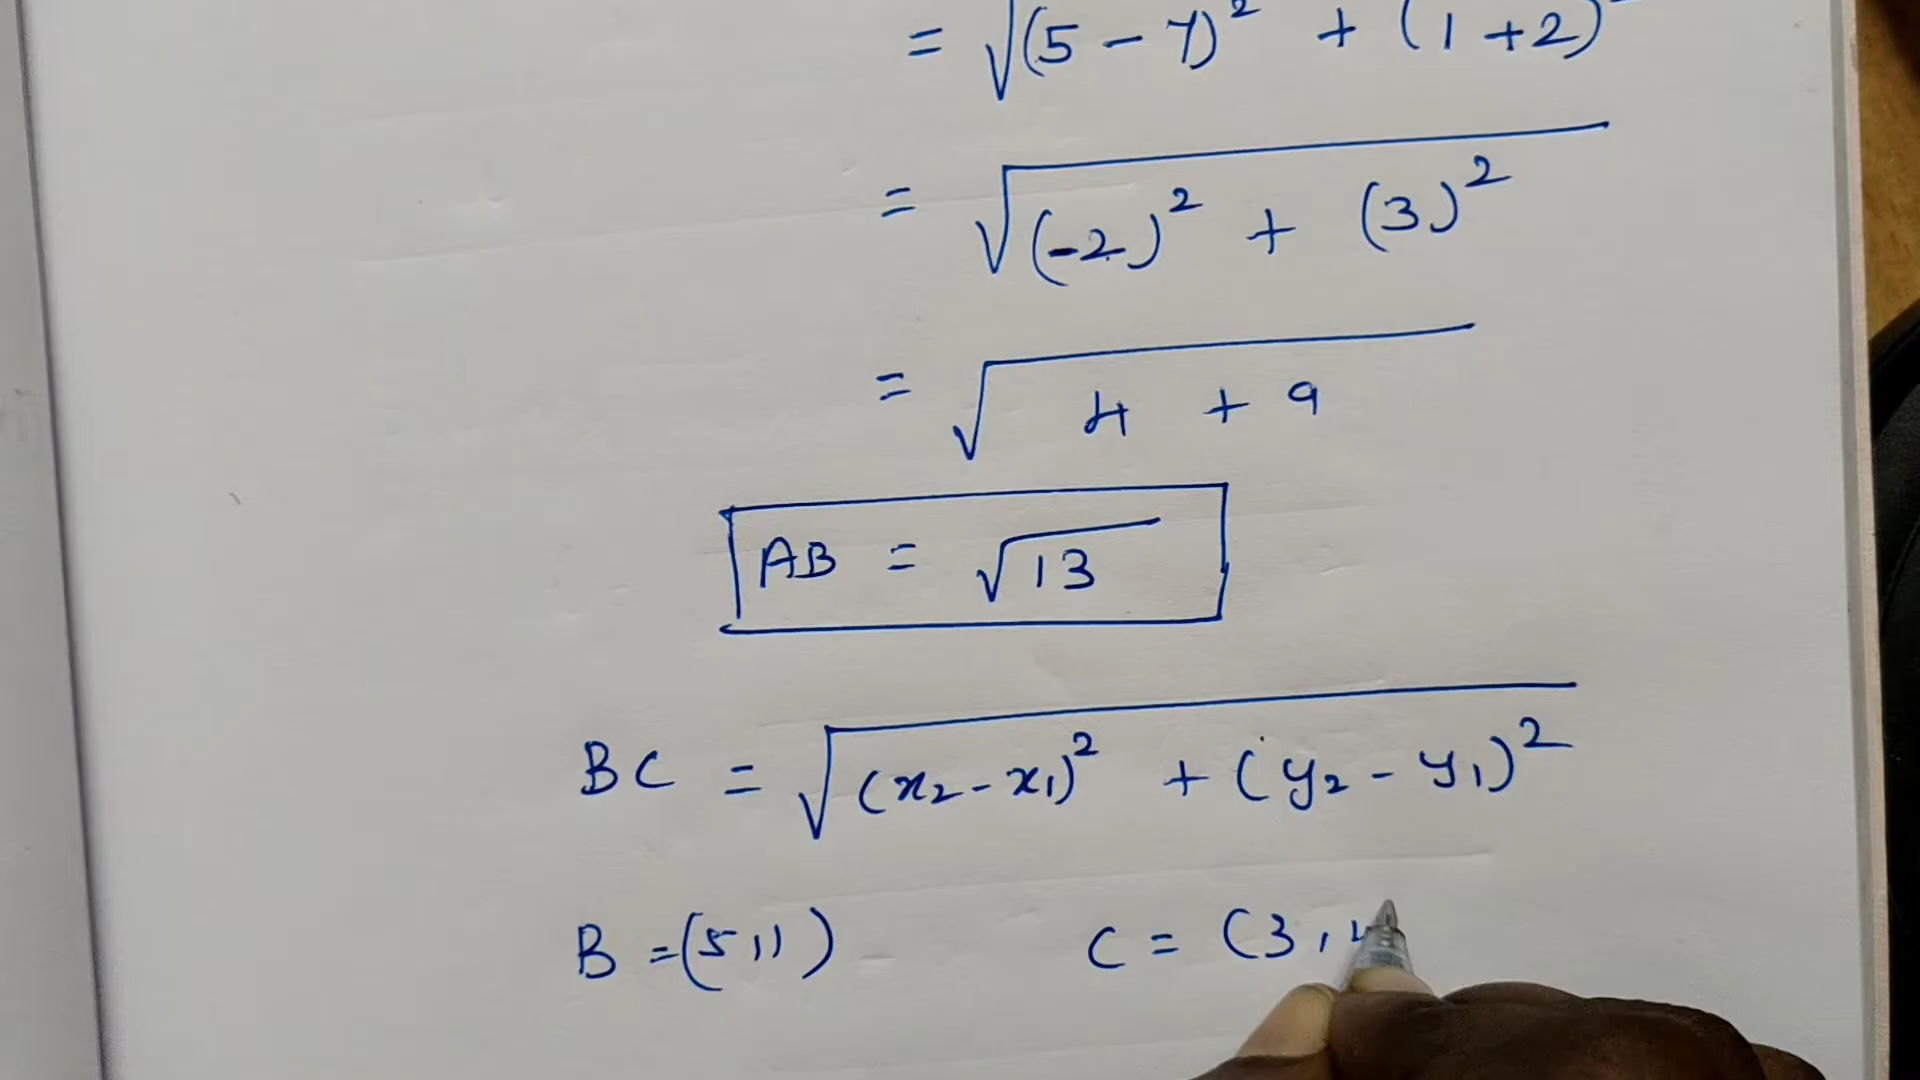 = √(5 - 7)² + (1 + 2)²
= √(-2)² + (3)²
= √4 + 9
AB = √13
BC = √(x₂ - x₁)² + (y₂ - y₁)²
B = (5,1) C = (3,